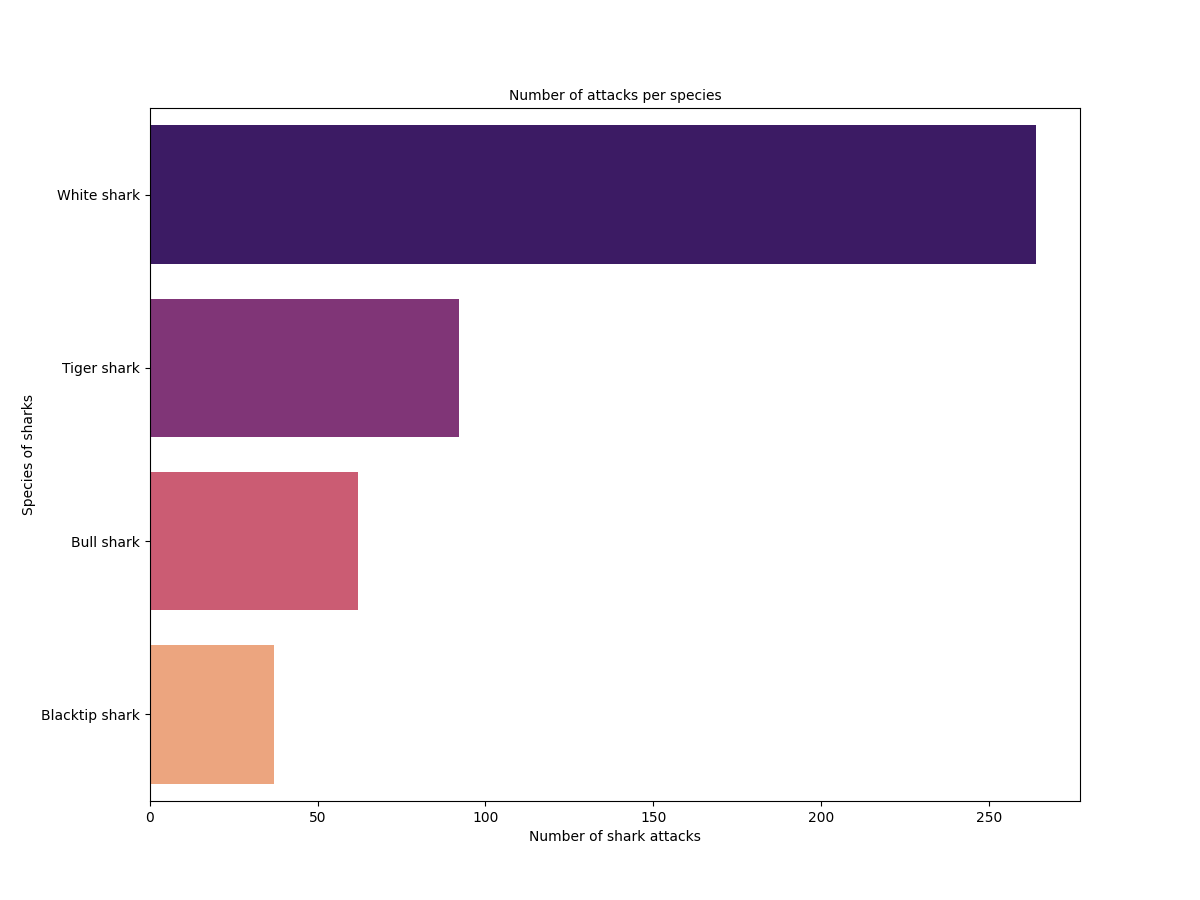 Number of attacks per species
White shark
Tiger shark
Bull shark
Blacktip shark
Species of sharks
0 50 100 150 200 250
Number of shark attacks